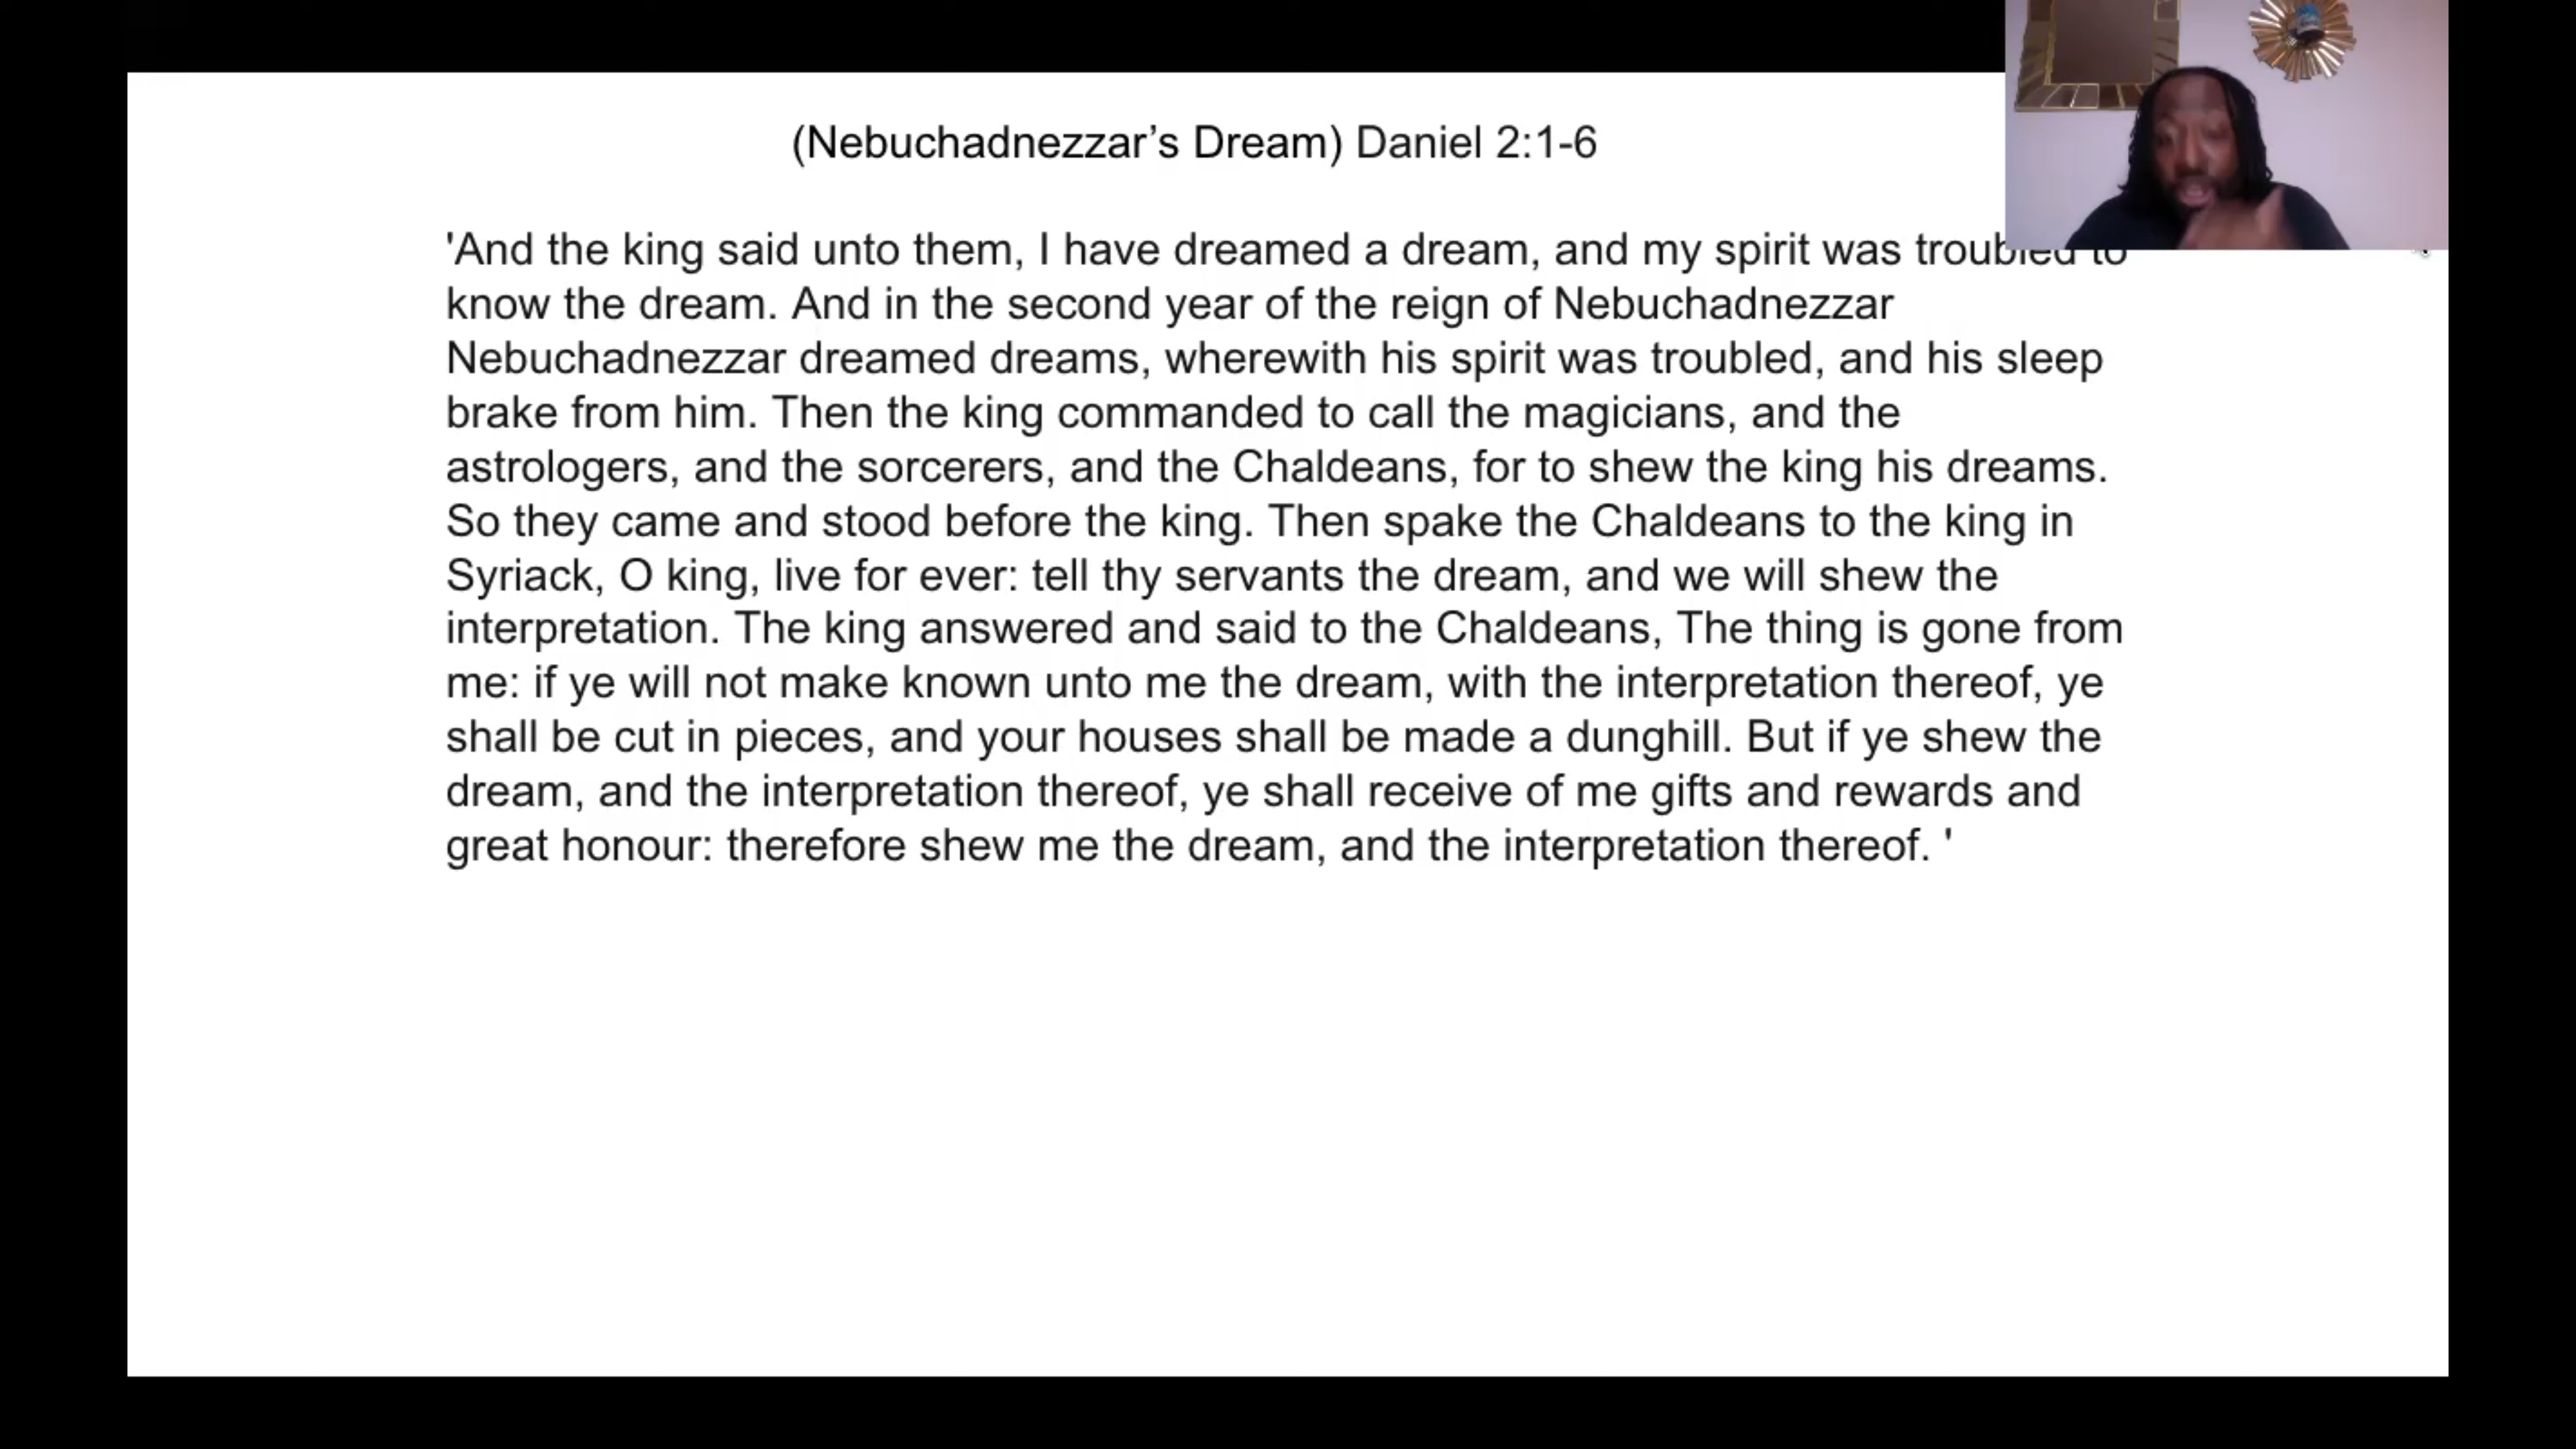 (Nebuchadnezzar’s Dream) Daniel 2:1-6
'And the king said unto them, I have dreamed a dream, and my spirit was troubled to
know the dream. And in the second year of the reign of Nebuchadnezzar
Nebuchadnezzar dreamed dreams, wherewith his spirit was troubled, and his sleep
brake from him. Then the king commanded to call the magicians, and the
astrologers, and the sorcerers, and the Chaldeans, for to shew the king his dreams.
So they came and stood before the king. Then spake the Chaldeans to the king in
Syriack, O king, live for ever: tell thy servants the dream, and we will shew the
interpretation. The king answered and said to the Chaldeans, The thing is gone from
me: if ye will not make known unto me the dream, with the interpretation thereof, ye
shall be cut in pieces, and your houses shall be made a dunghill. But if ye shew the
dream, and the interpretation thereof, ye shall receive of me gifts and rewards and
great honour: therefore shew me the dream, and the interpretation thereof. '